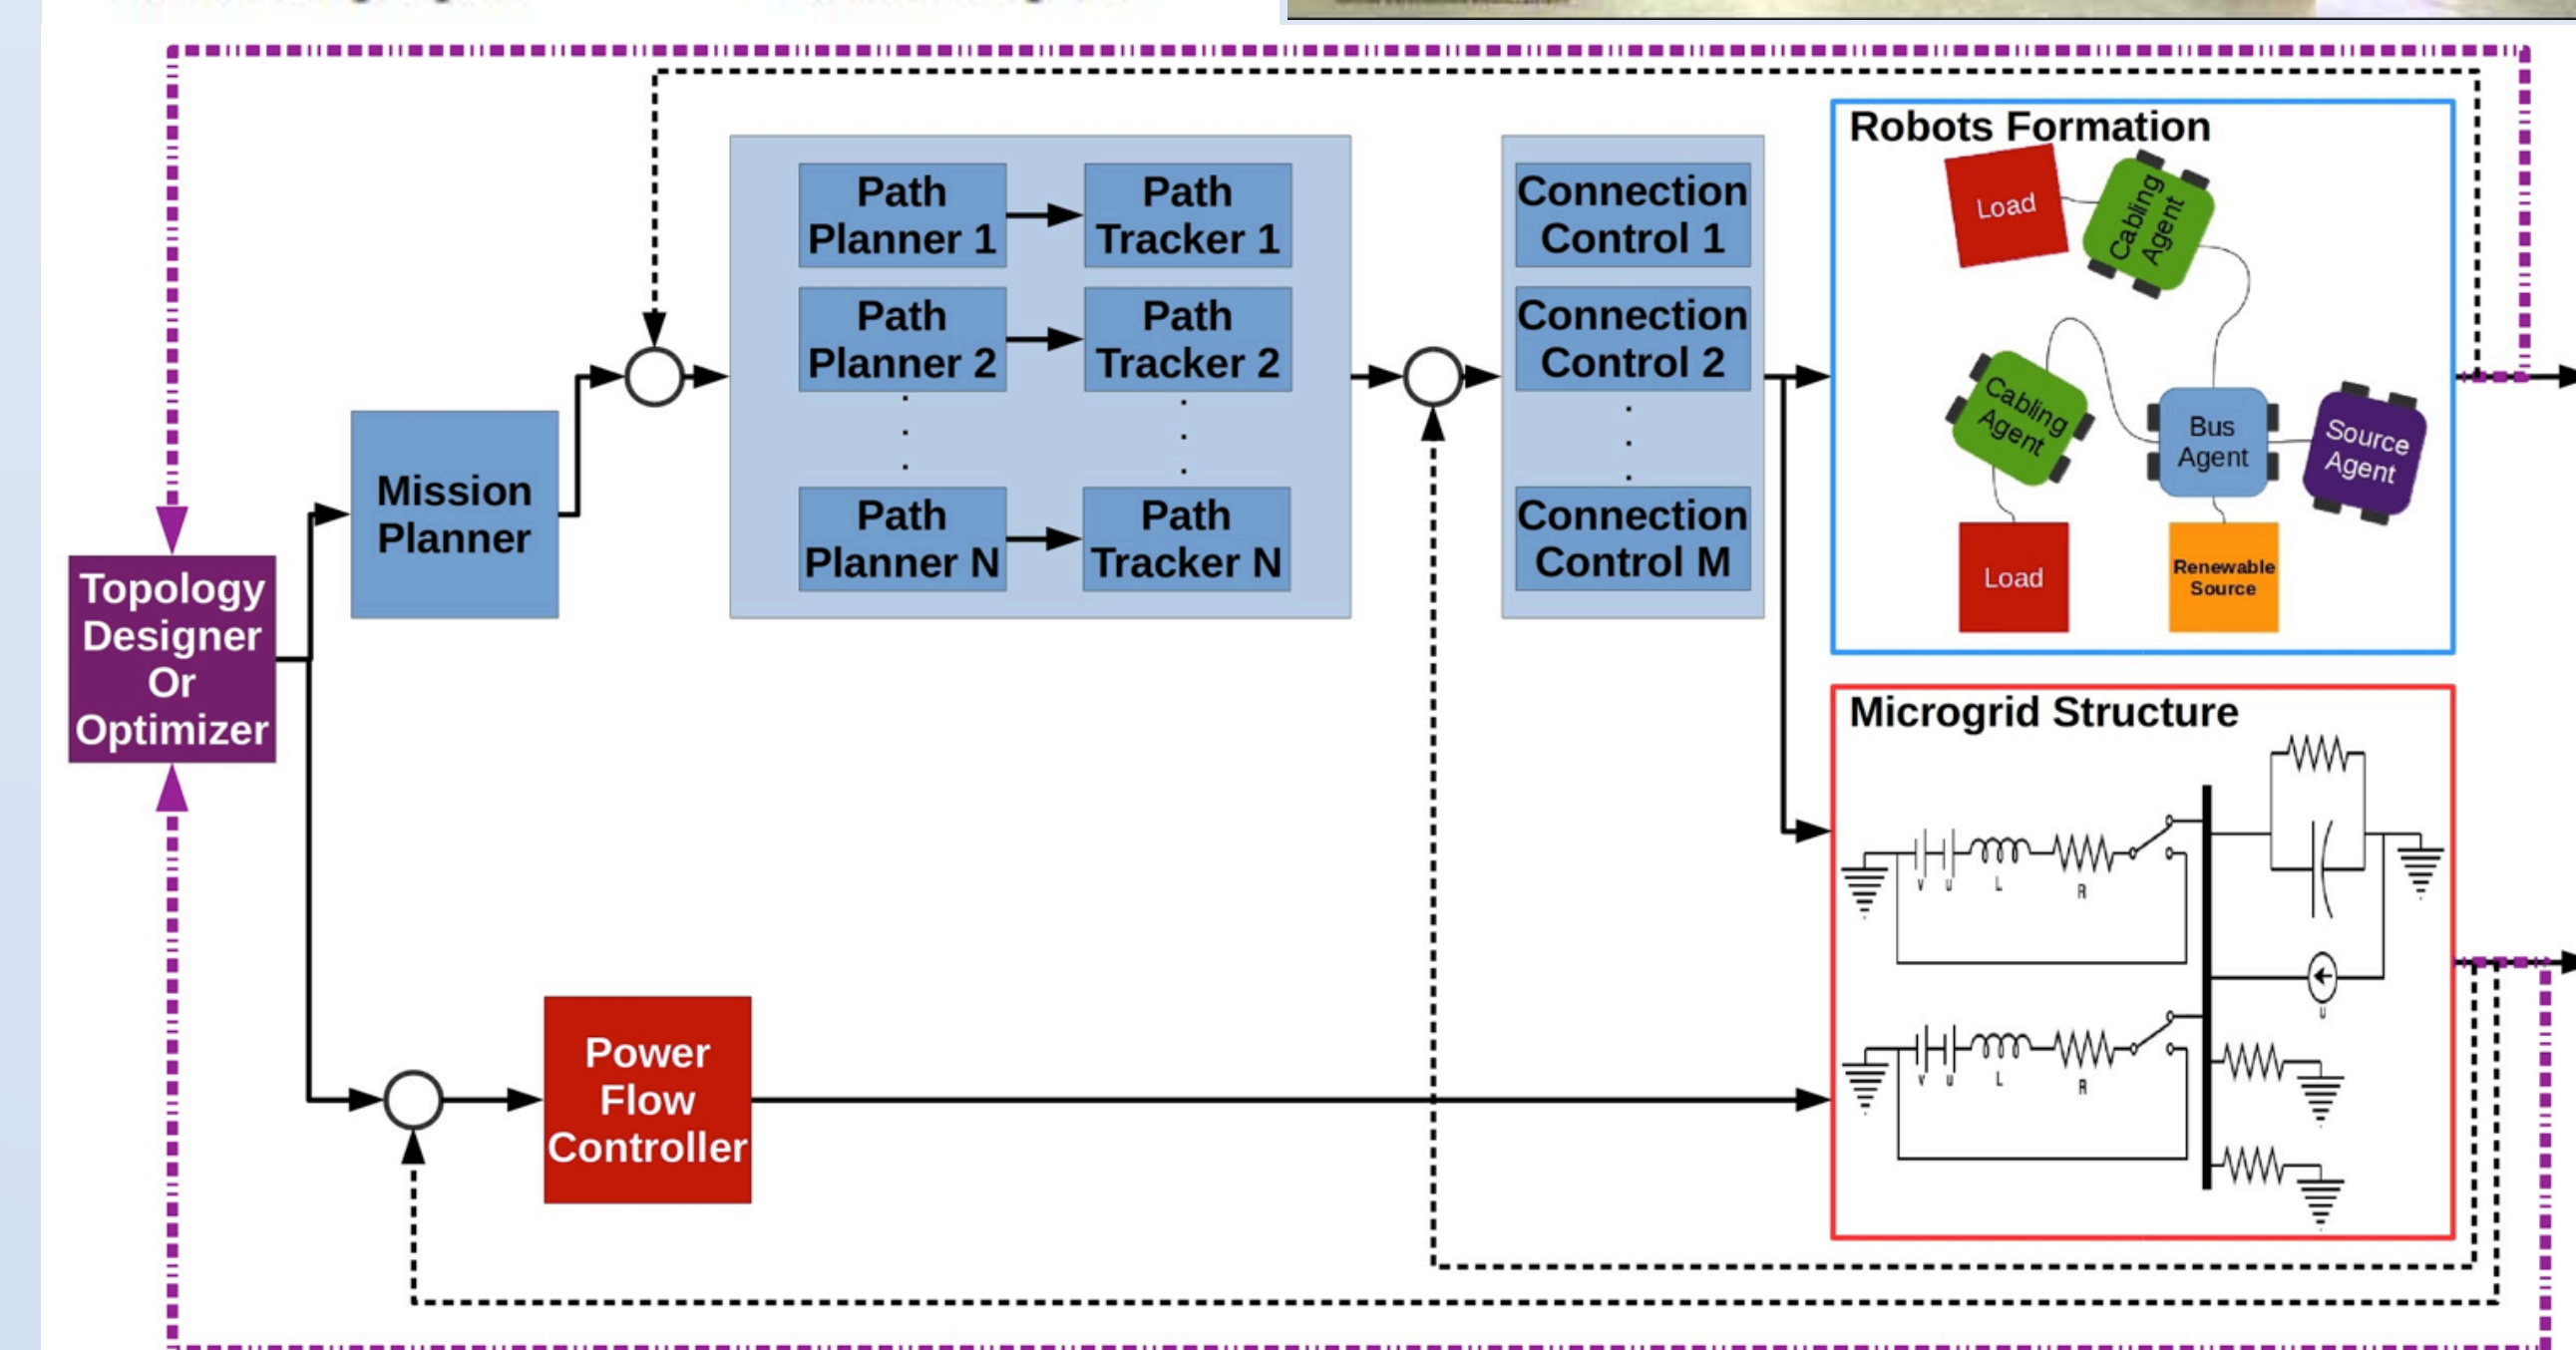 Robots Formation
Path
Planner 1
Path
Tracker 1
Connection
Control 1
Load
Cabling
Agent
Path
Planner 2
Path
Tracker 2
Connection
Control 2
Cabling
Agent
Bus
Agent
Source
Agent
Mission
Planner
Path
Planner N
Path
Tracker N
Connection
Control M
Load
Renewable
Source
Topology
Designer
Or
Optimizer
Microgrid Structure
V
U
L
R
U
V
U
L
R
Power
Flow
Controller